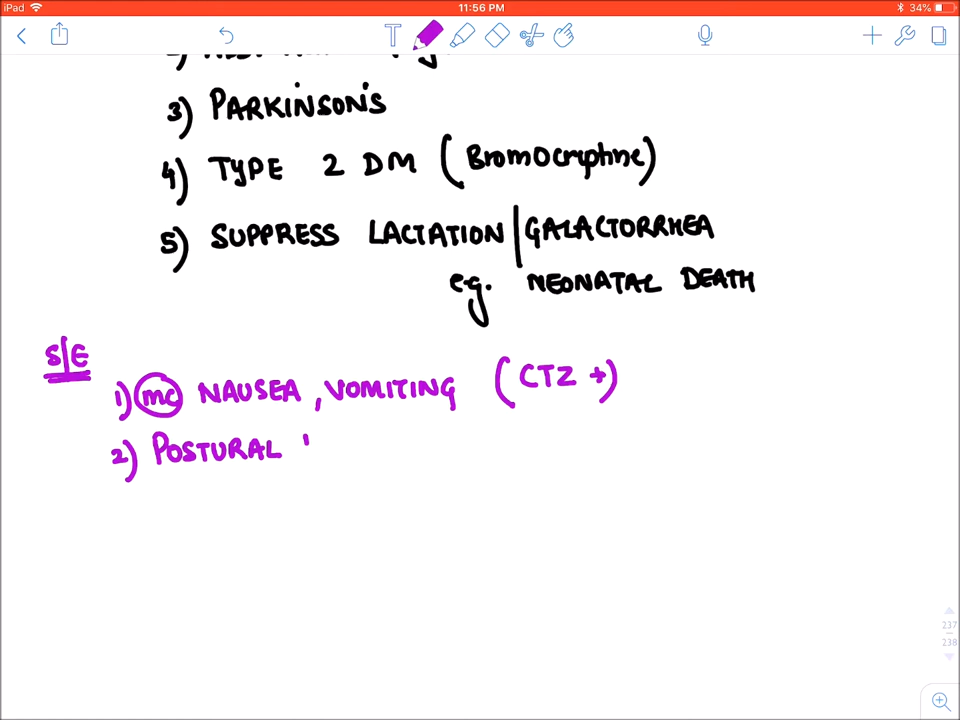 iPad 11:56 PM 34%
T
3) PARKINSON'S
4) TYPE 2 DM (Bromocryptine)
5) SUPPRESS LACTATION | GALACTORRHEA
e.g. NEONATAL DEATH
S/E
1) mc NAUSEA, VOMITING (CTZ +)
2) POSTURAL
237
238